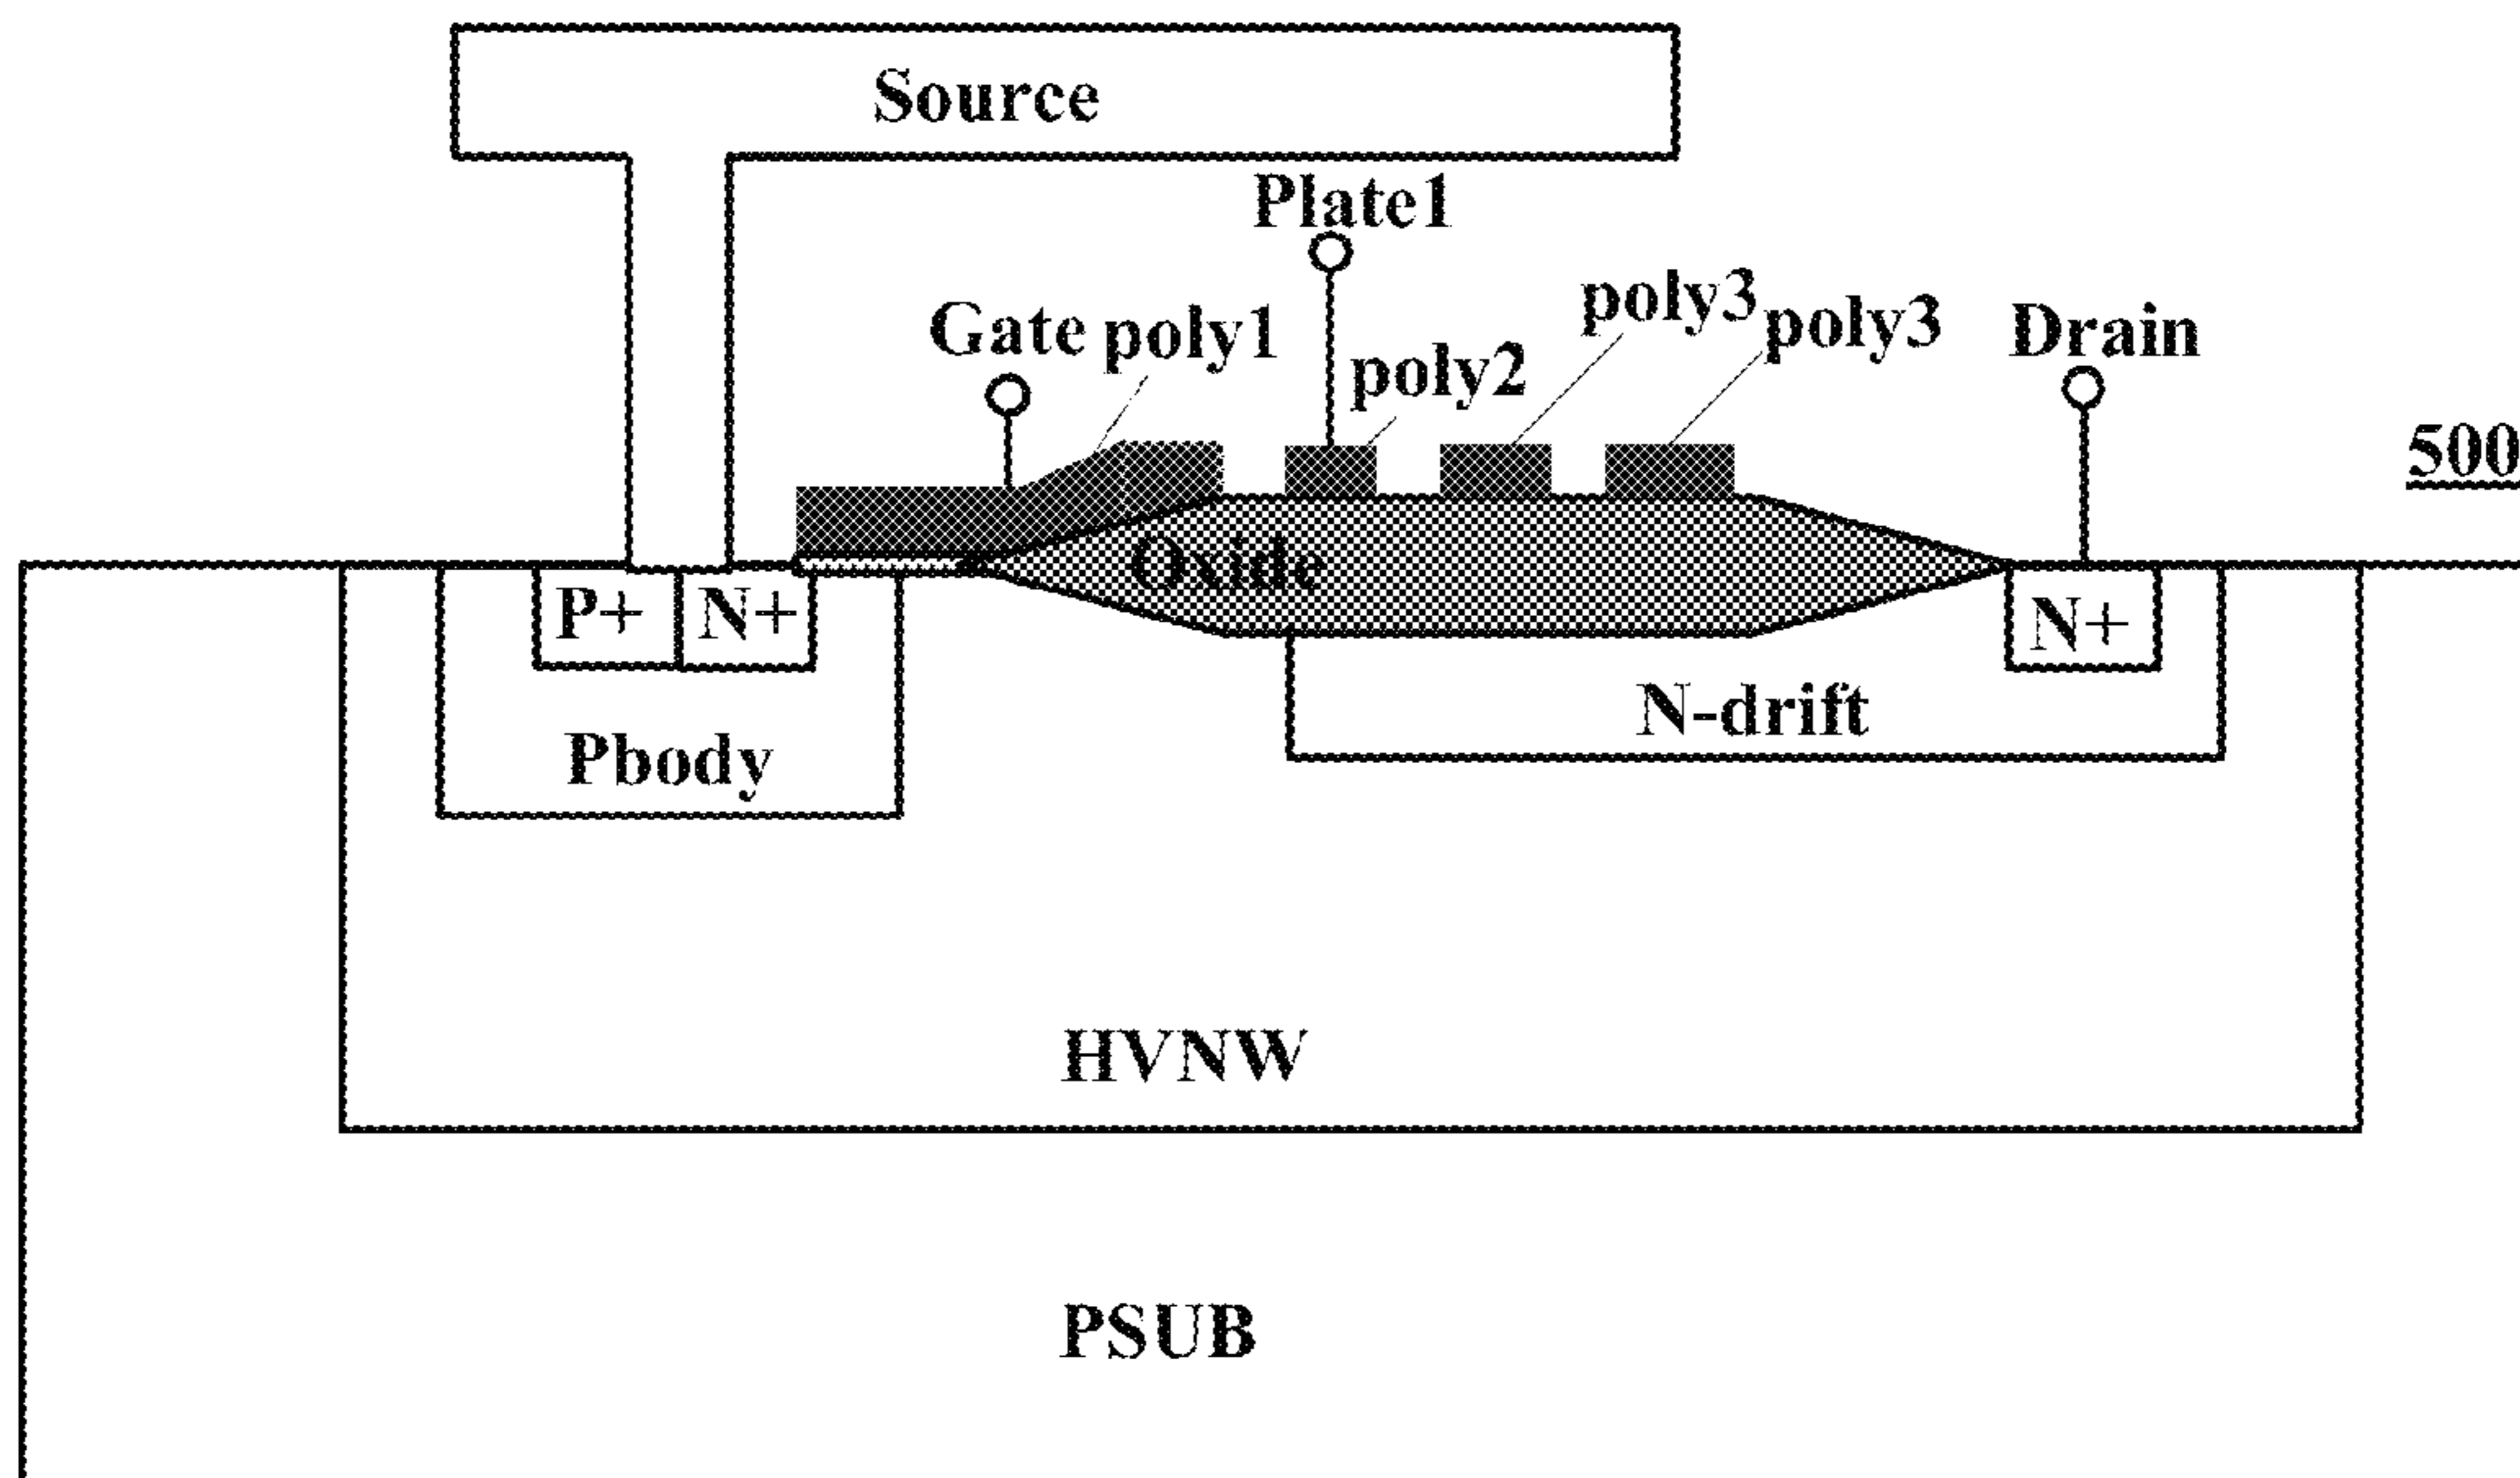 Source
Plate1
poly3
Gate
poly1
poly3
Drain
poly2
500
Oxide
P+
N+
N+
N-drift
Pbody
HVNW
PSUB